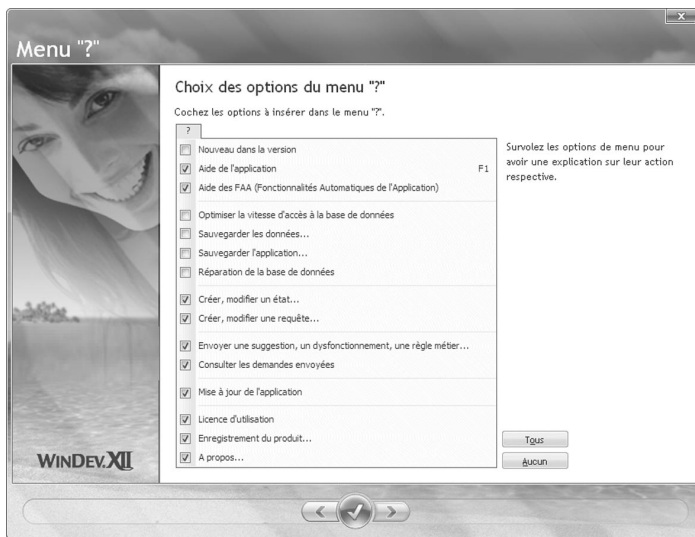 x
Menu "?"
Choix des options du menu "?"
Cochez les options à insérer dans le menu "?".
?
Nouveau dans la version
Aide de l'application F1
Aide des FAA (Fonctionnalités Automatiques de l'Application)
Optimiser la vitesse d'accès à la base de données
Sauvegarder les données...
Sauvegarder l'application...
Réparation de la base de données
Créer, modifier un état...
Créer, modifier une requête...
Envoyer une suggestion, un dysfonctionnement, une règle métier...
Consulter les demandes envoyées
Mise à jour de l'application
Licence d'utilisation
Enregistrement du produit...
A propos...
Survolez les options de menu pour
avoir une explication sur leur action
respective.
Tous
Aucun
WINDEV.XII